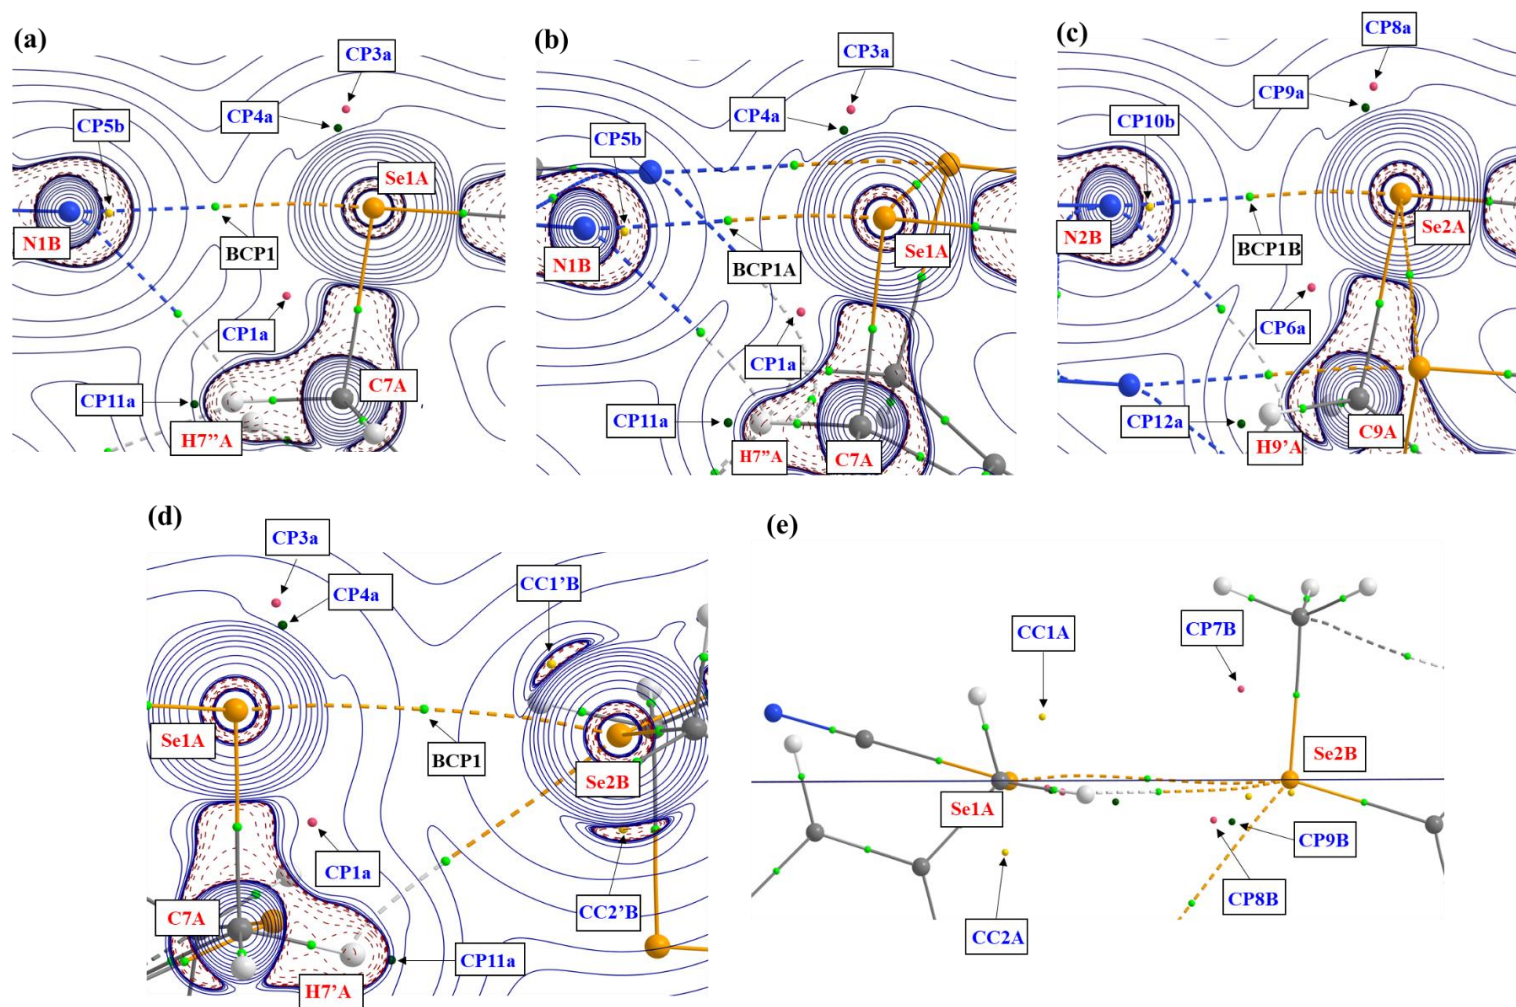 (a)
CP3a
CP4a
CP5b
Se1A
N1B
BCP1
CP1a
C7A
CP11a
H7”A
(b)
CP3a
CP4a
CP5b
N1B
Se1A
BCP1A
CP1a
CP11a
H7”A
C7A
(c)
CP8a
CP9a
CP10b
N2B
Se2A
BCP1B
CP6a
CP12a
C9A
H9’A
(d)
CP3a
CP4a
CC1’B
Se1A
BCP1
Se2B
CP1a
C7A
CC2’B
CP11a
H7’A
(e)
CC1A
CP7B
Se2B
Se1A
CP9B
CP8B
CC2A